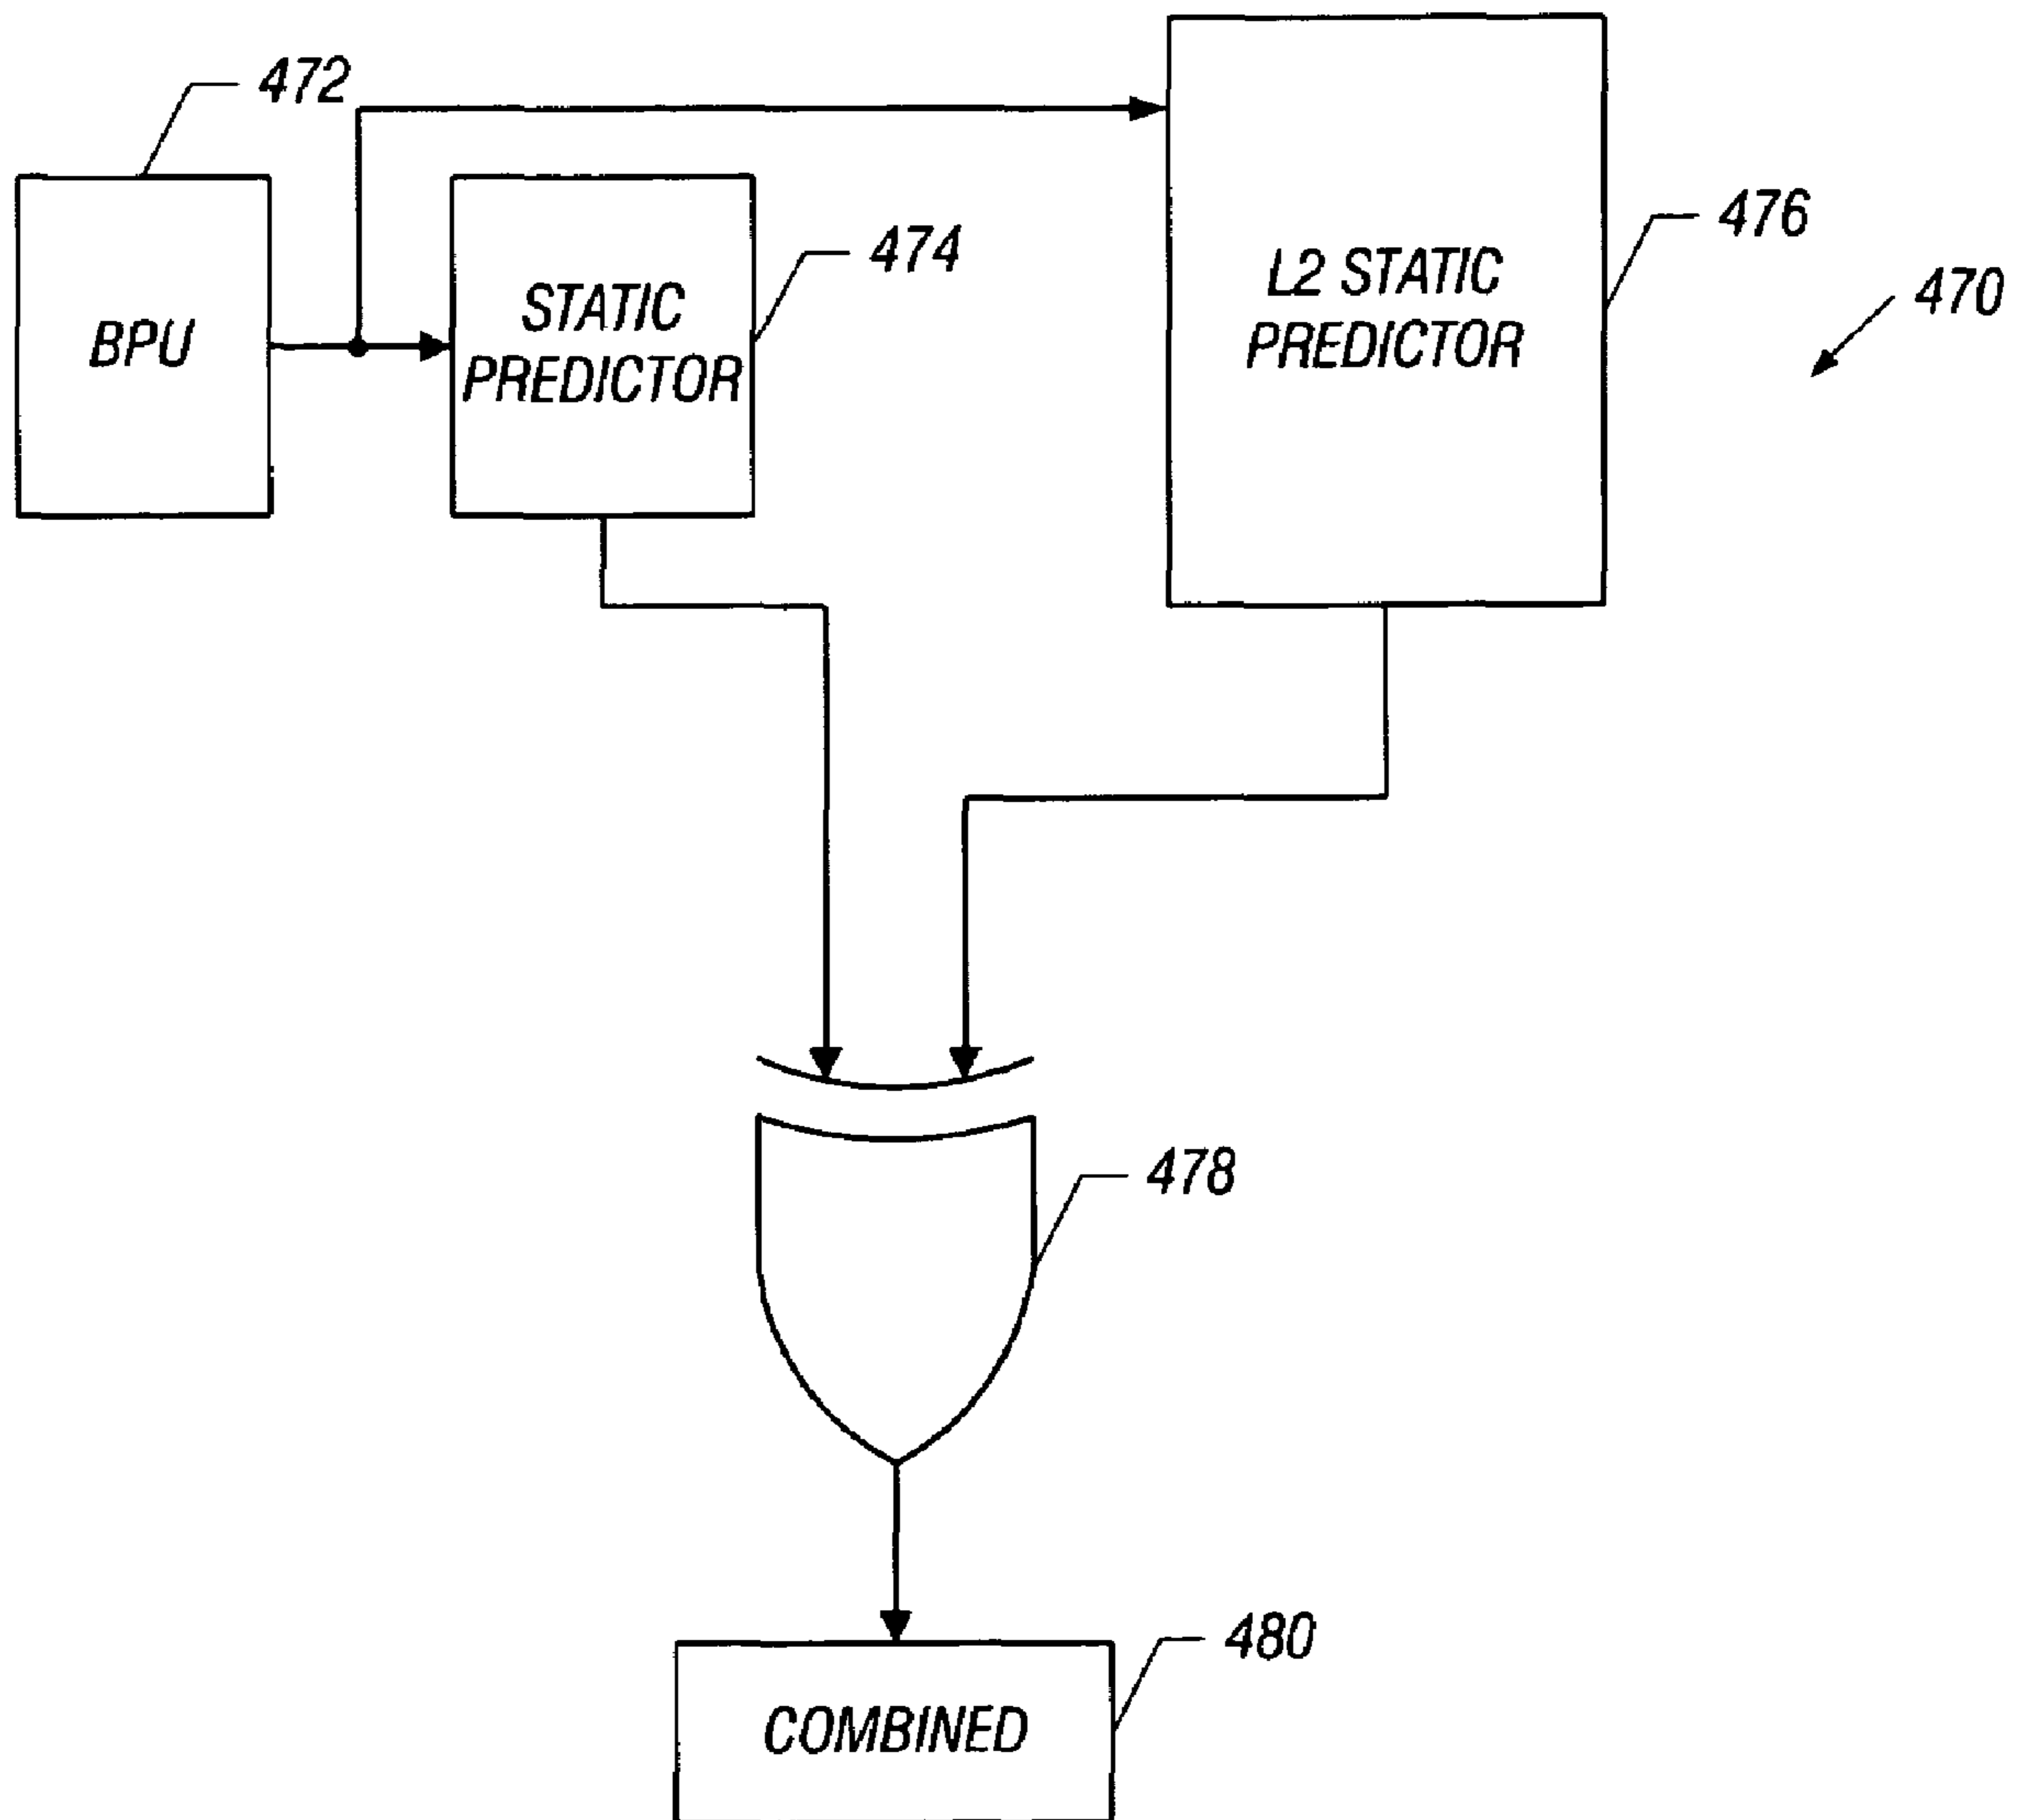 472
BPU
STATIC
PREDICTOR
474
L2 STATIC
PREDICTOR
476
470
478
COMBINED
480